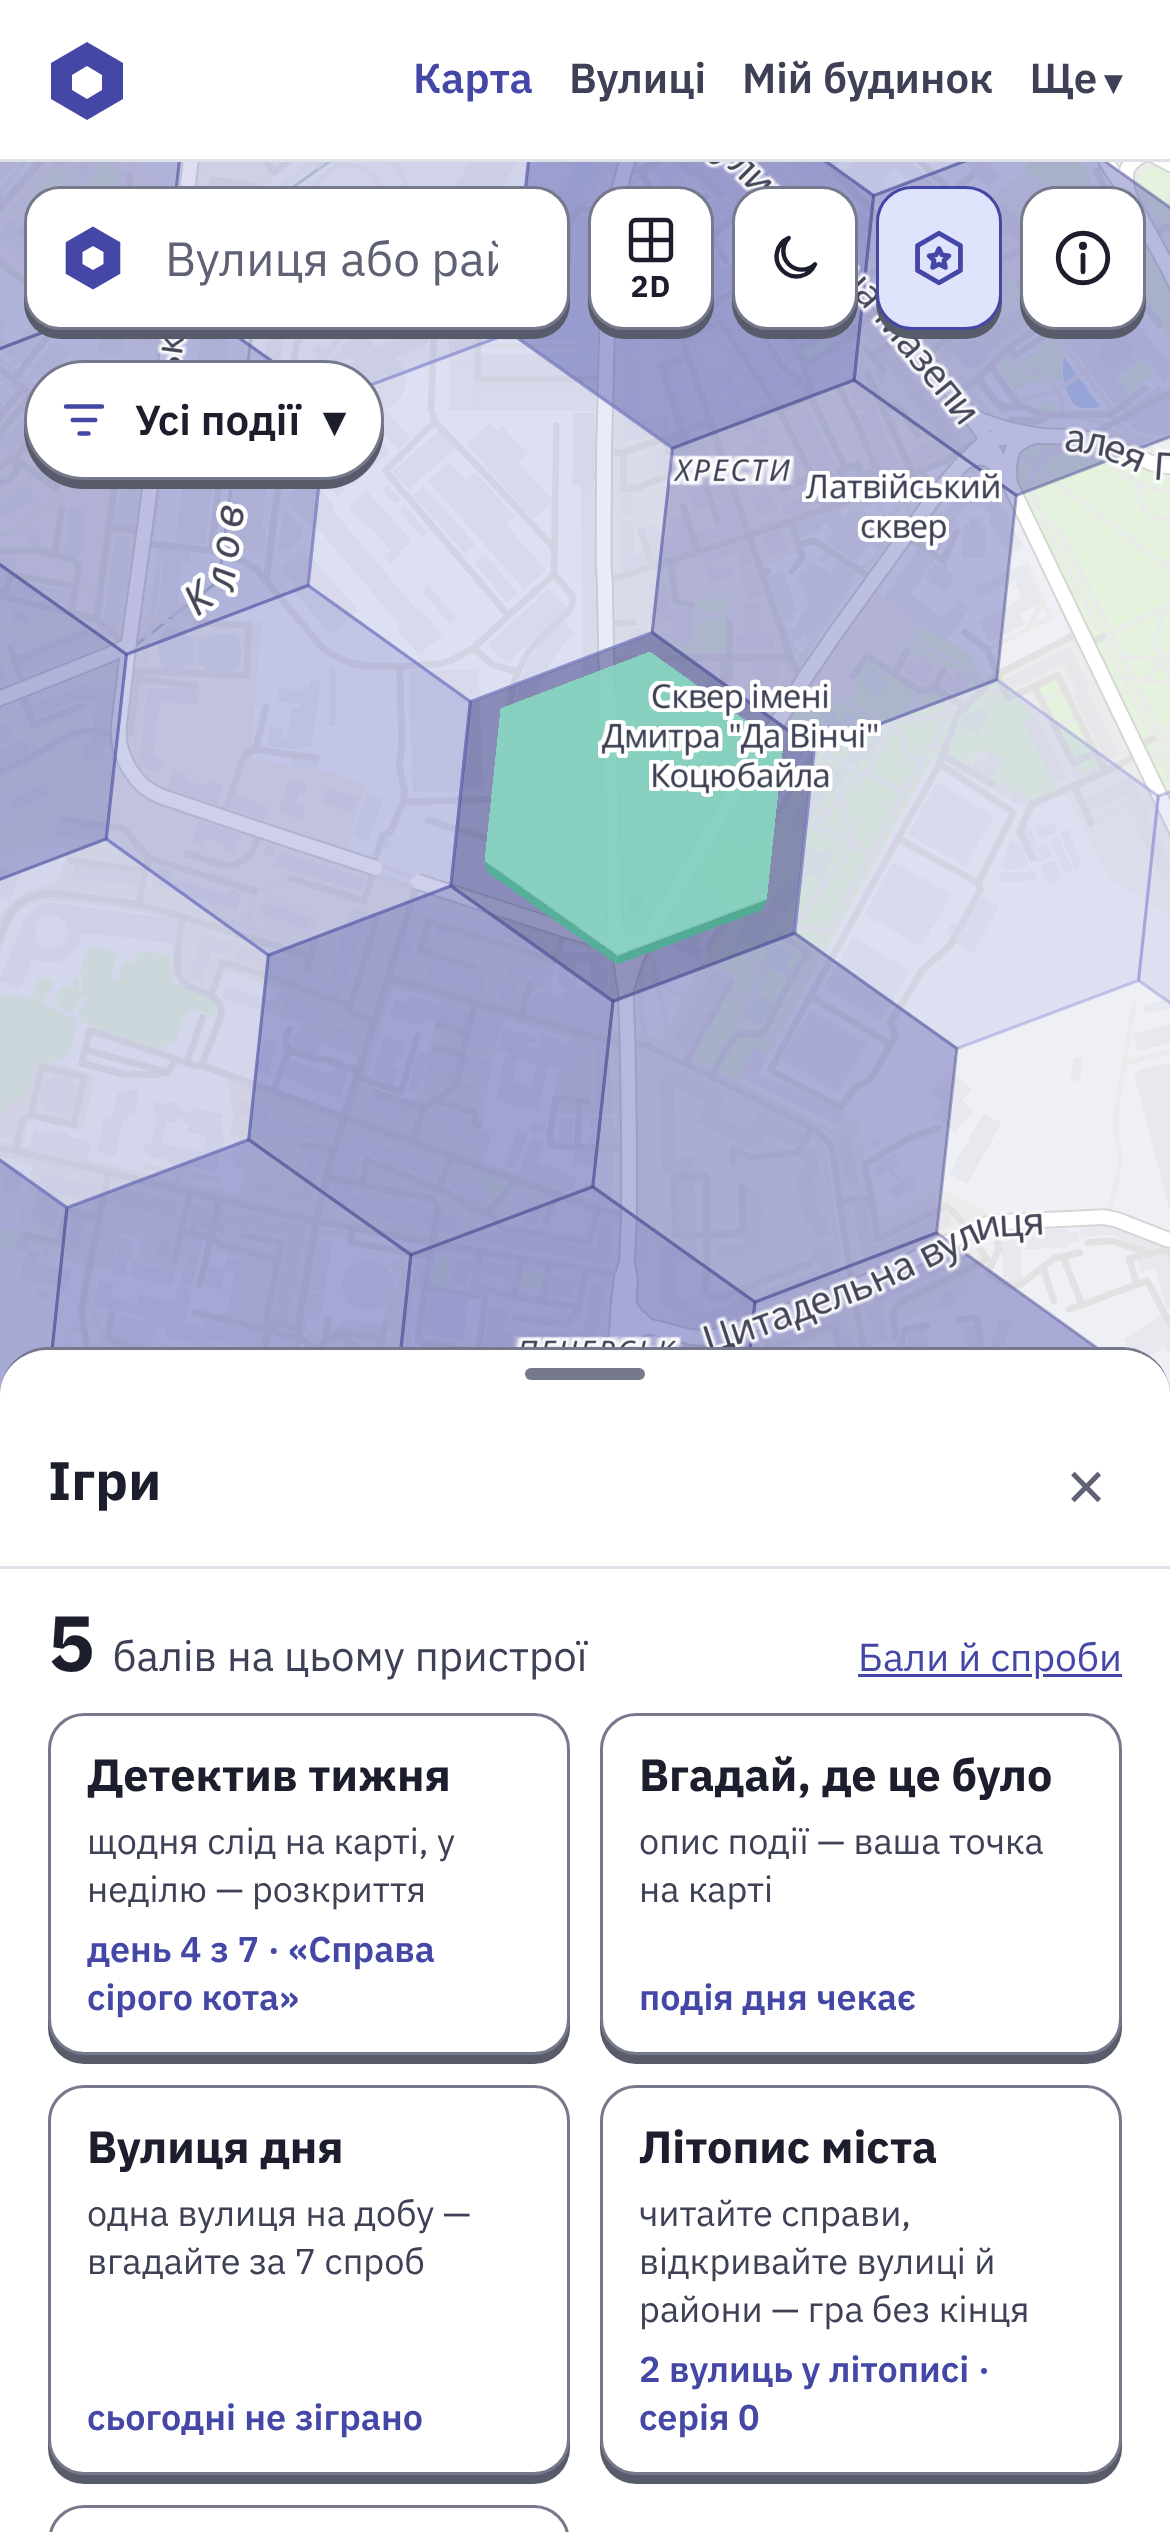 Карта Вулиці Мій будинок Ще ▾
Вулиця або рай
2D
Усі події ▼
Клов
а Мазепи
алея Г
ХРЕСТИ
Латвійський
сквер
Сквер імені
Дмитра "Да Вінчі"
Коцюбайла
Цитадельна вулиця
ПЕЧЕРСЬК
Ігри
5 балів на цьому пристрої
Бали й спроби
Детектив тижня
щодня слід на карті, у
неділю — розкриття
день 4 з 7 · «Справа
сірого кота»
Вгадай, де це було
опис події — ваша точка
на карті
подія дня чекає
Вулиця дня
одна вулиця на добу —
вгадайте за 7 спроб
сьогодні не зіграно
Літопис міста
читайте справи,
відкривайте вулиці й
райони — гра без кінця
2 вулиць у літописі ·
серія 0